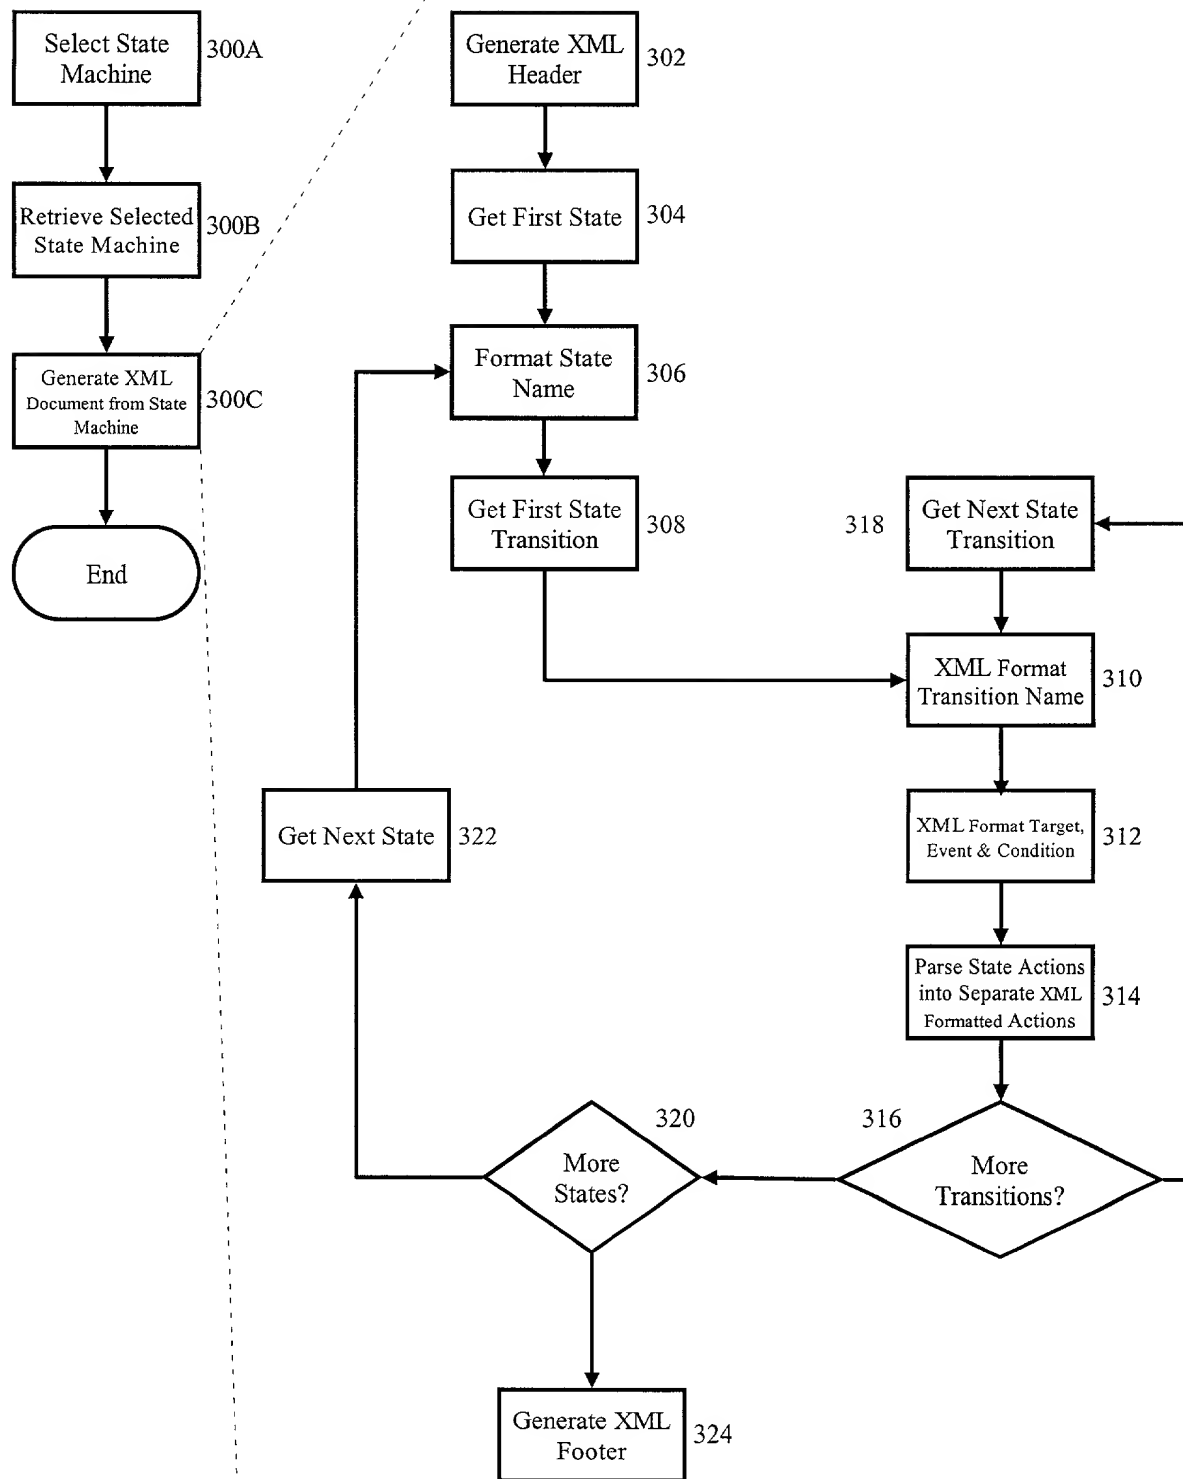 Select State
Machine
300A
Retrieve Selected
State Machine
300B
Generate XML
Document from State
Machine
300C
End
Generate XML
Header
302
Get First State
304
Format State
Name
306
Get First State
Transition
308
318
Get Next State
Transition
XML Format
Transition Name
310
XML Format Target,
Event & Condition
312
Parse State Actions
into Separate XML
Formatted Actions
314
316
More
Transitions?
320
More
States?
Get Next State
322
Generate XML
Footer
324